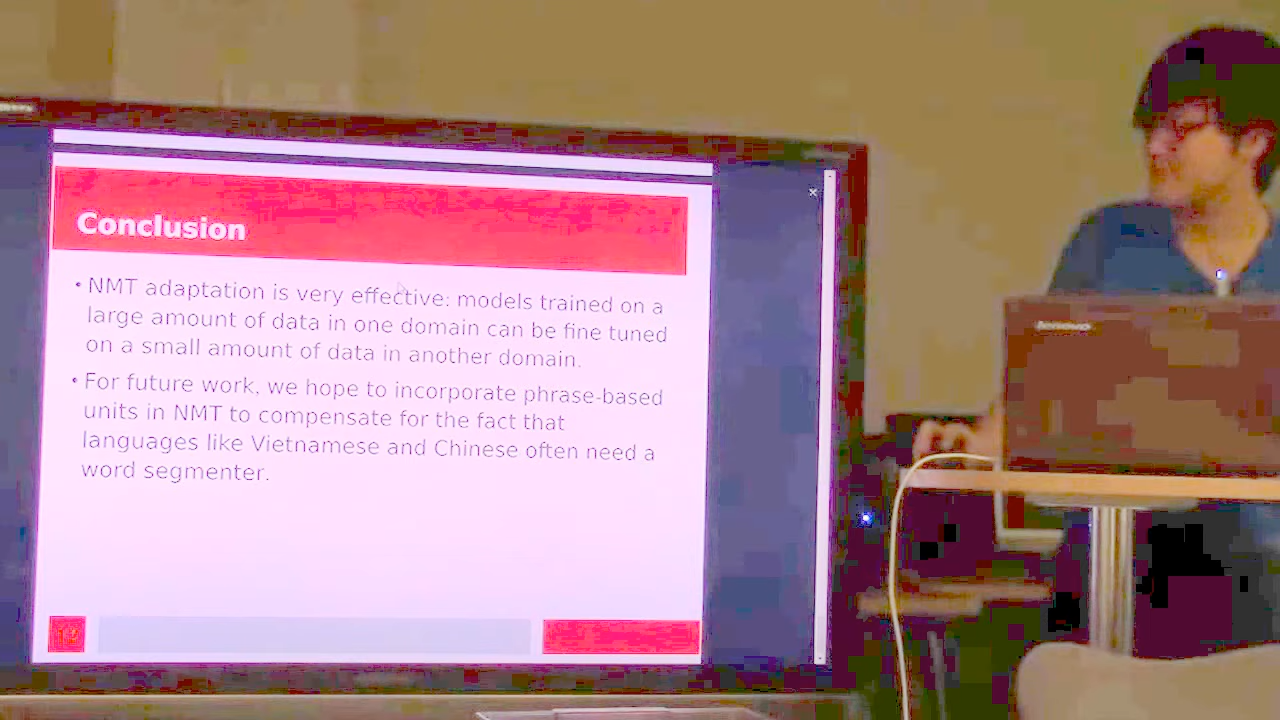 Conclusion
• NMT adaptation is very effective: models trained on a
large amount of data in one domain can be fine tuned
on a small amount of data in another domain.
• For future work, we hope to incorporate phrase-based
units in NMT to compensate for the fact that
languages like Vietnamese and Chinese often need a
word segmenter.
lenovo